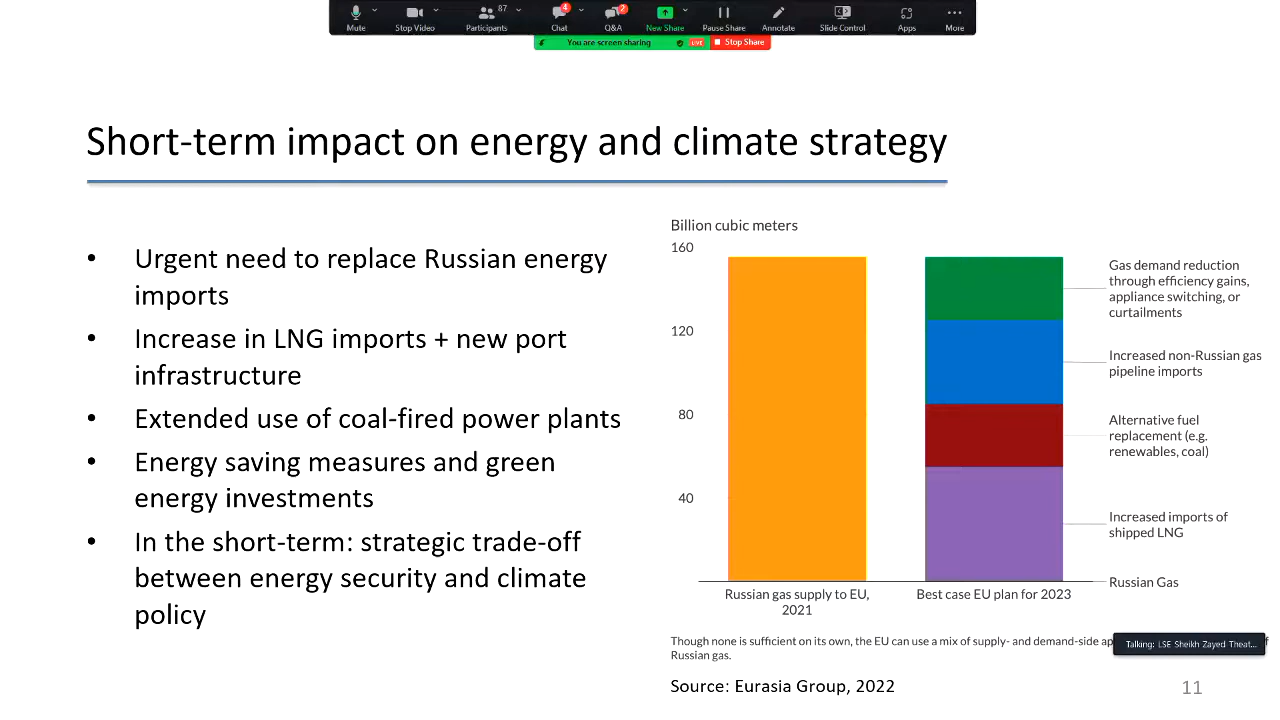 87
4
2
Mute
Stop Video
Participants
Chat
Q&A
New Share
Pause Share
Annotate
Slide Control
Apps
More
You are screen sharing
LIVE
Stop Share
Short-term impact on energy and climate strategy
• Urgent need to replace Russian energy
imports
• Increase in LNG imports + new port
infrastructure
• Extended use of coal-fired power plants
• Energy saving measures and green
energy investments
• In the short-term: strategic trade-off
between energy security and climate
policy
Billion cubic meters
160
120
80
40
Gas demand reduction
through efficiency gains,
appliance switching, or
curtailments
Increased non-Russian gas
pipeline imports
Alternative fuel
replacement (e.g.
renewables, coal)
Increased imports of
shipped LNG
Russian Gas
Russian gas supply to EU,
2021
Best case EU plan for 2023
Though none is sufficient on its own, the EU can use a mix of supply- and demand-side
Russian gas.
Talking: LSE Sheikh Zayed Theat...
Source: Eurasia Group, 2022
11